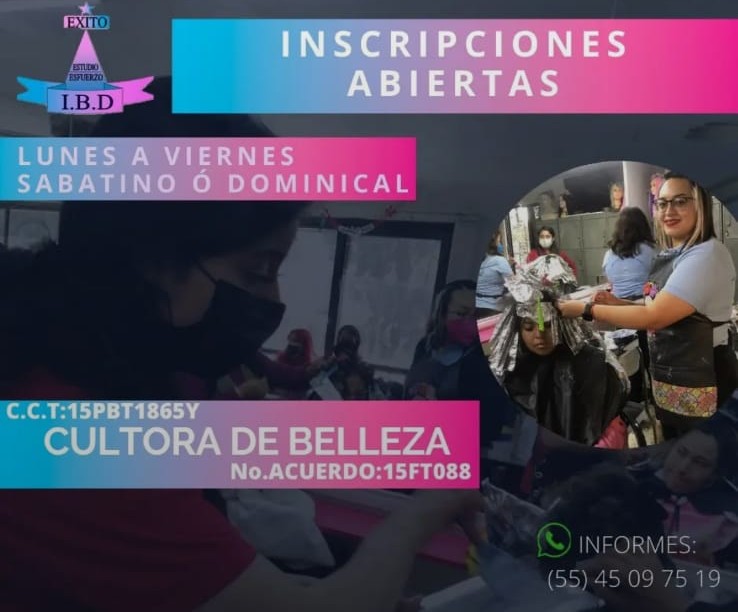 EXITO
ESTUDIO
ESFUERZO
I.B.D
INSCRIPCIONES
ABIERTAS
LUNES A VIERNES
SABATINO Ó DOMINICAL
C.C.T:15PBT1865Y
CULTORA DE BELLEZA
No.ACUERDO:15FT088
INFORMES:
(55) 45 09 75 19